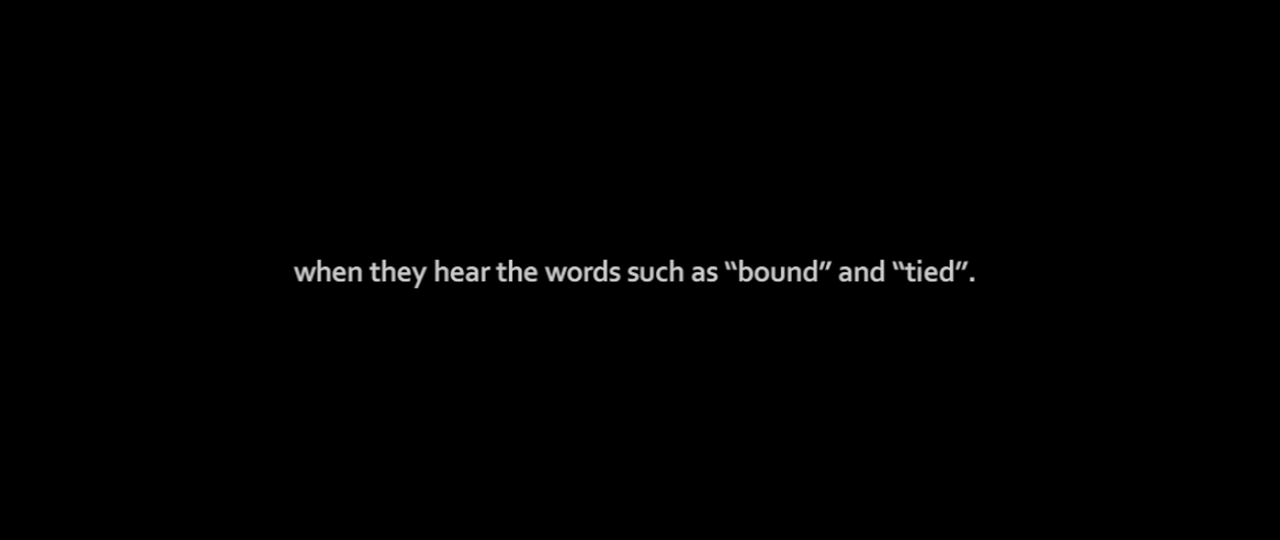 when they hear the words such as “bound” and “tied”.